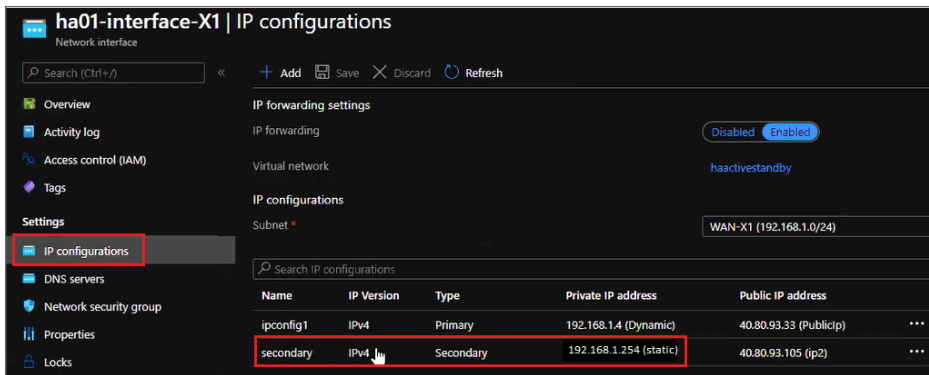 ha01-interface-X1 | IP configurations
Network interface
Search (Ctrl+/)
«
Add Save Discard Refresh
Overview
Activity log
Access control (IAM)
Tags
Settings
IP configurations
DNS servers
Network security group
Properties
Locks
IP forwarding settings
IP forwarding Disabled Enabled
Virtual network haactivestandby
IP configurations
Subnet * WAN-X1 (192.168.1.0/24)
Search IP configurations
Name IP Version Type Private IP address Public IP address
ipconfig1 IPv4 Primary 192.168.1.4 (Dynamic) 40.80.93.33 (PublicIp) ...
secondary IPv4 Secondary 192.168.1.254 (static) 40.80.93.105 (ip2) ...